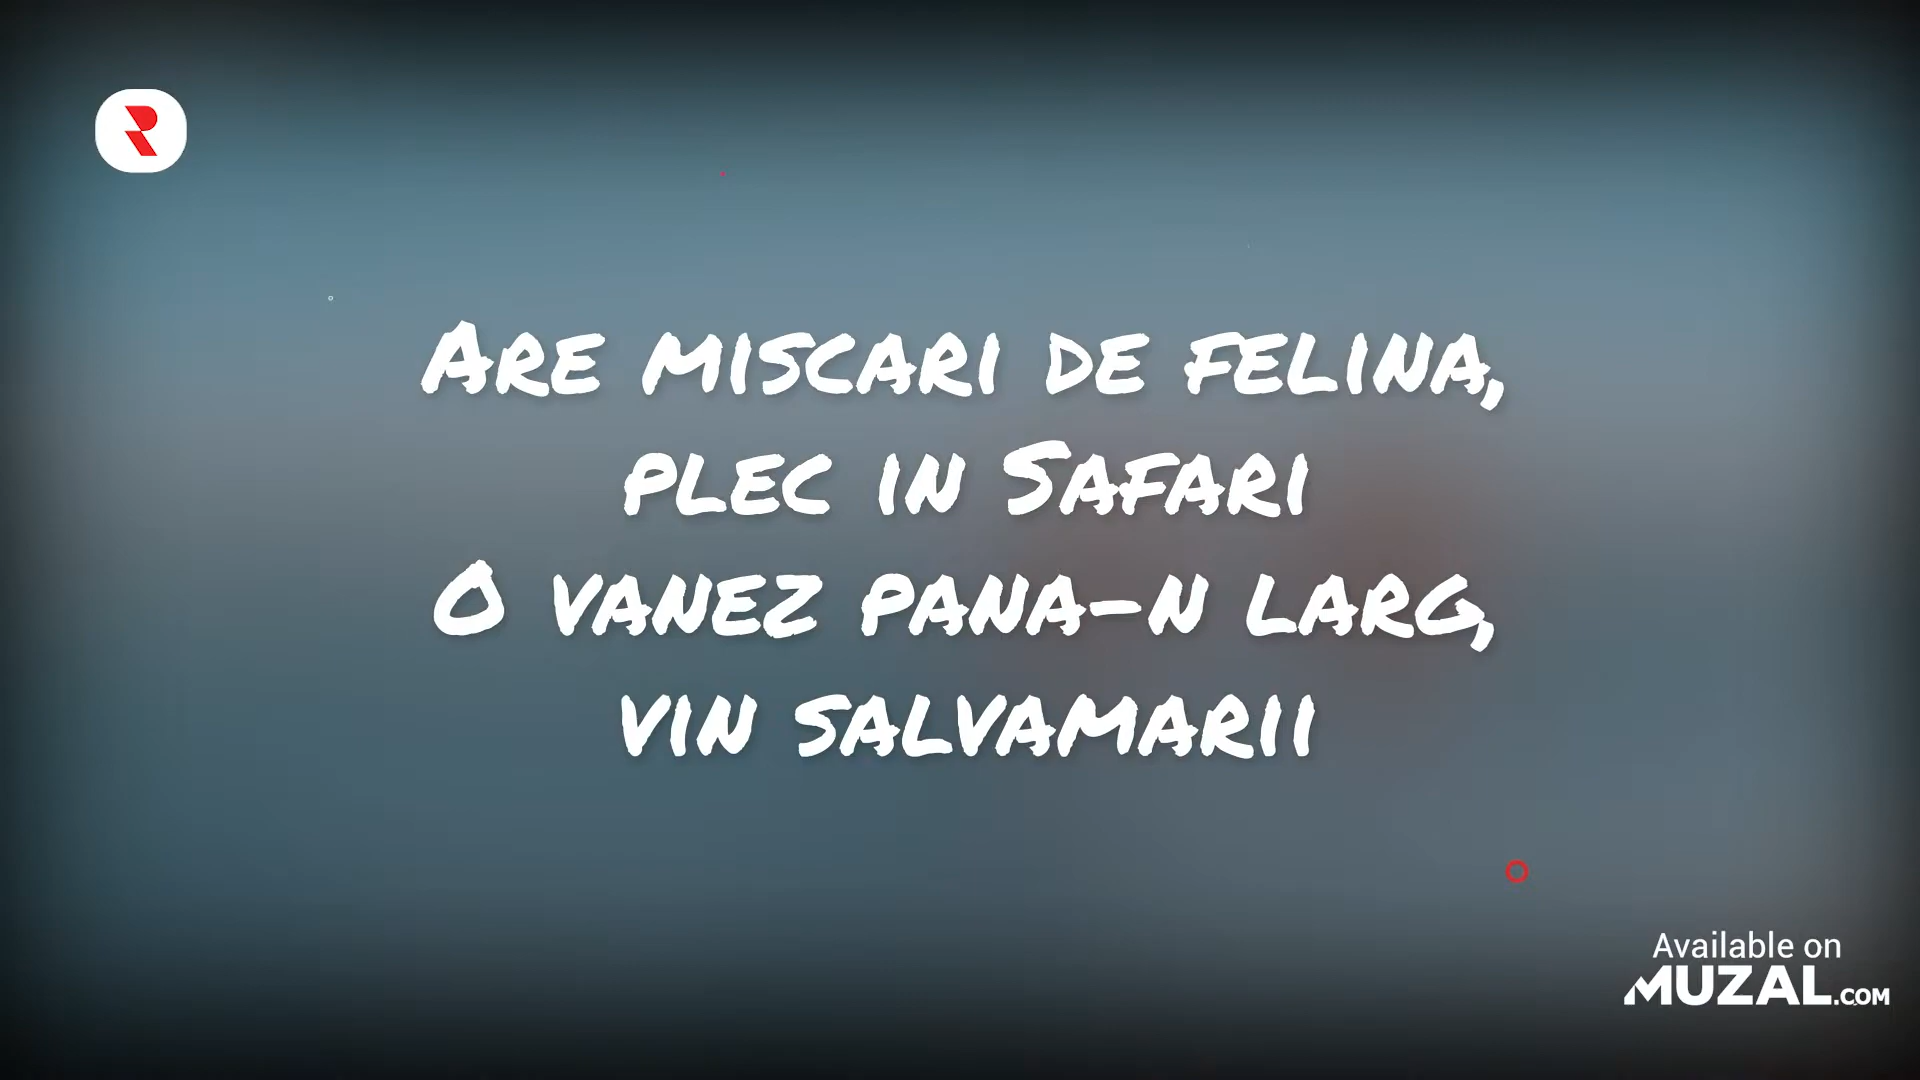 R
Are miscari de felina,
plec in Safari
O vanez pana-n larg,
vin salvamarii
Available on
MUZAL.COM